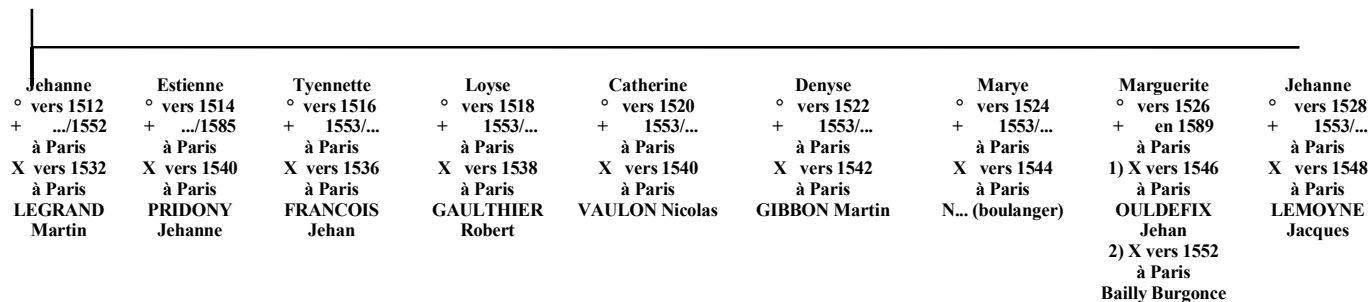 Jehanne
° vers 1512
+ .../1552
à Paris
X vers 1532
à Paris
LEGRAND
Martin
Estienne
° vers 1514
+ .../1585
à Paris
X vers 1540
à Paris
PRIDONY
Jehanne
Tyennette
° vers 1516
+ 1553/...
à Paris
X vers 1536
à Paris
FRANCOIS
Jehan
Loyse
° vers 1518
+ 1553/...
à Paris
X vers 1538
à Paris
GAULTHIER
Robert
Catherine
° vers 1520
+ 1553/...
à Paris
X vers 1540
à Paris
VAULON Nicolas
Denyse
° vers 1522
+ 1553/...
à Paris
X vers 1542
à Paris
GIBBON Martin
Marye
° vers 1524
+ 1553/...
à Paris
X vers 1544
à Paris
N... (boulanger)
Marguerite
° vers 1526
+ en 1589
à Paris
1) X vers 1546
à Paris
OULDEFIX
Jehan
2) X vers 1552
à Paris
Bailly Burgonce
Jehanne
° vers 1528
+ 1553/...
à Paris
X vers 1548
à Paris
LEMOYNE
Jacques